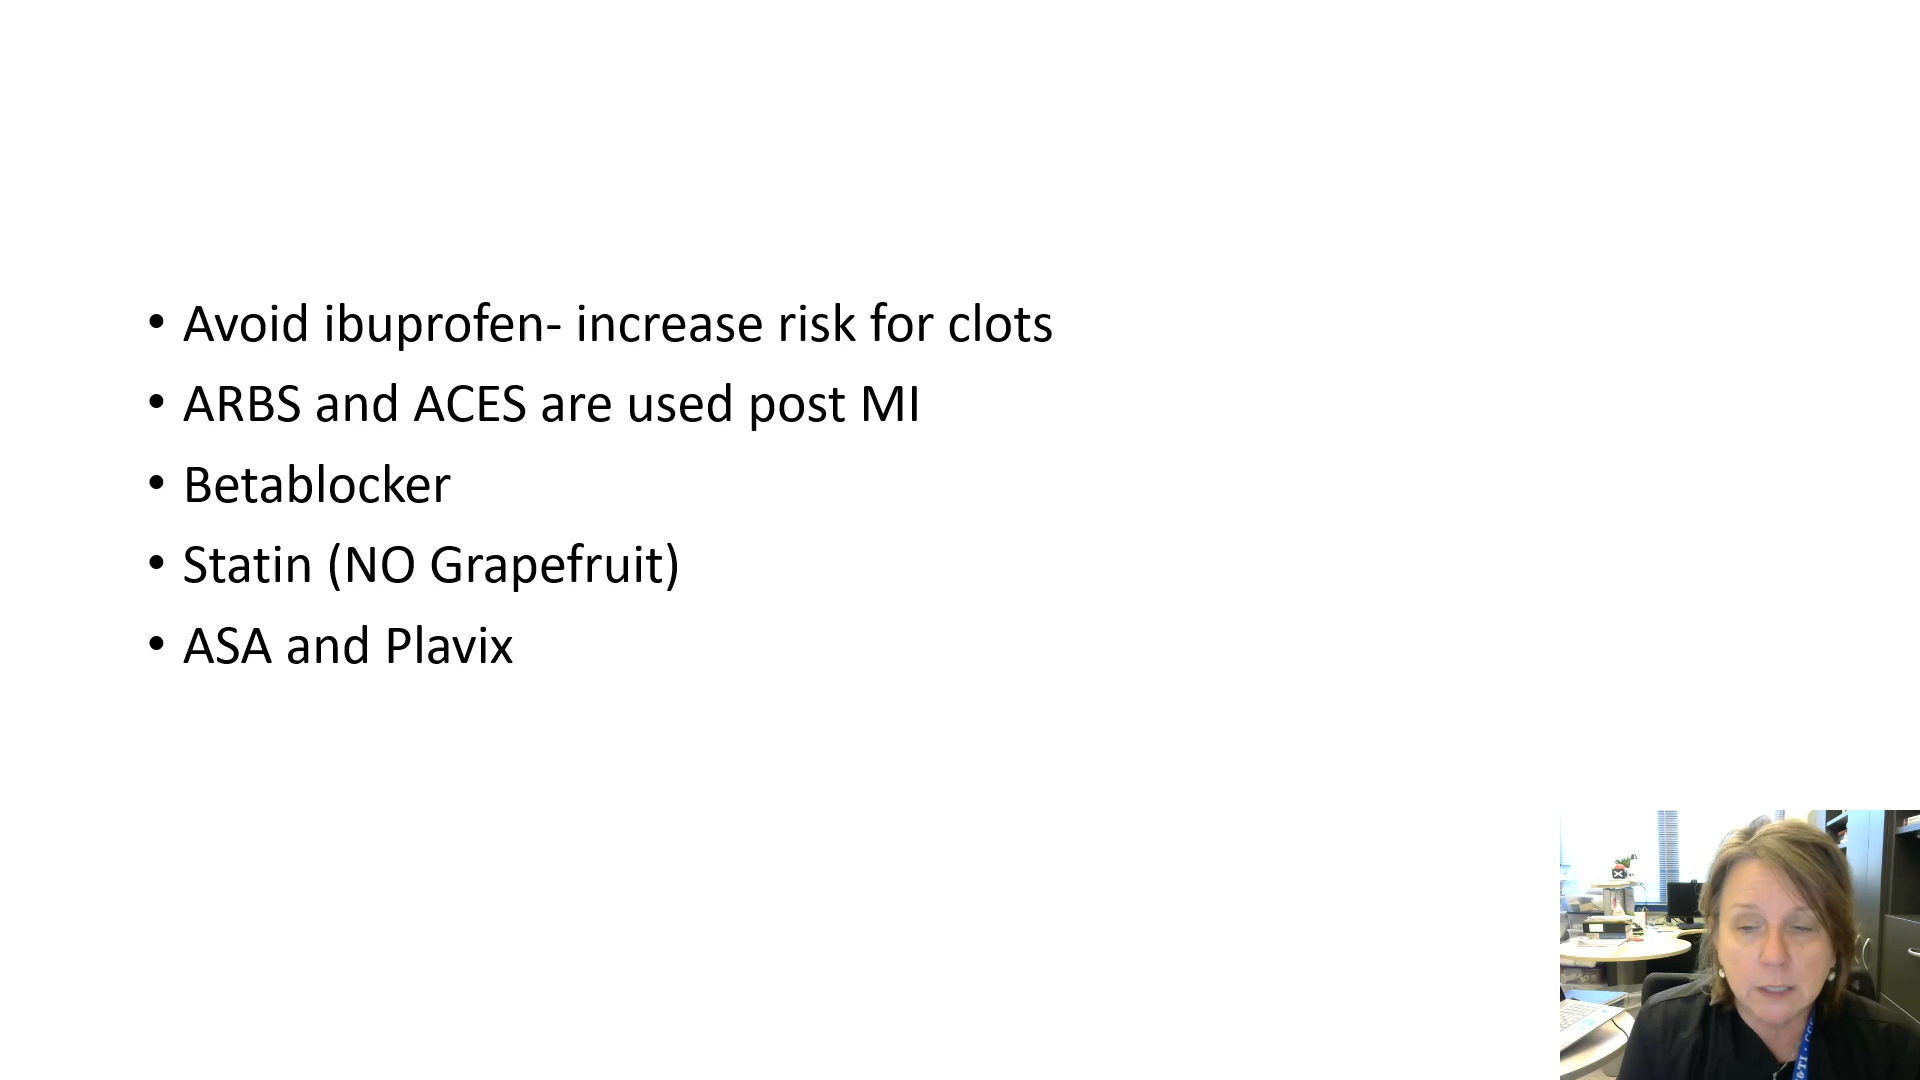 • Avoid ibuprofen- increase risk for clots
• ARBS and ACES are used post MI
• Betablocker
• Statin (NO Grapefruit)
• ASA and Plavix